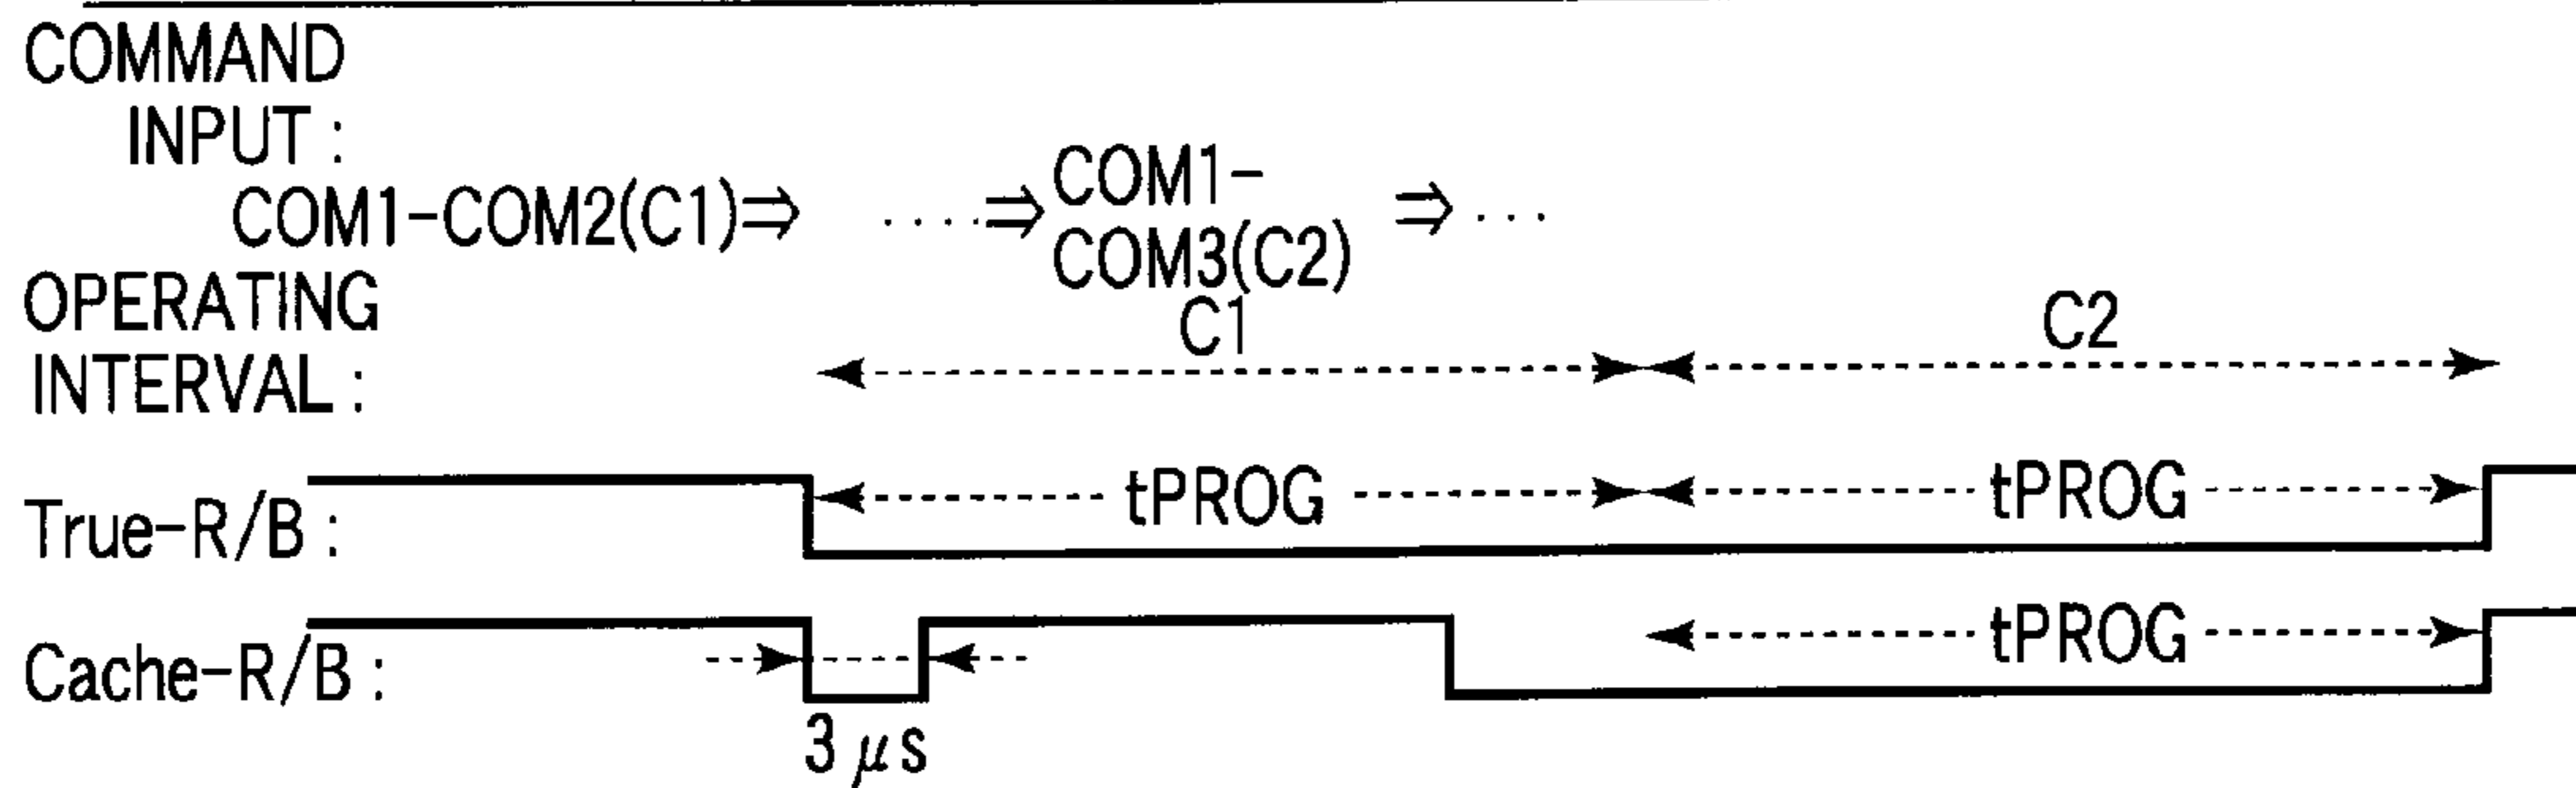 COMMAND
INPUT :
COM1-COM2(C1)⇒ ....⇒ COM1- ⇒...
COM3(C2)
OPERATING
INTERVAL :
C1 C2
True-R/B : tPROG tPROG
Cache-R/B : tPROG
3 μs